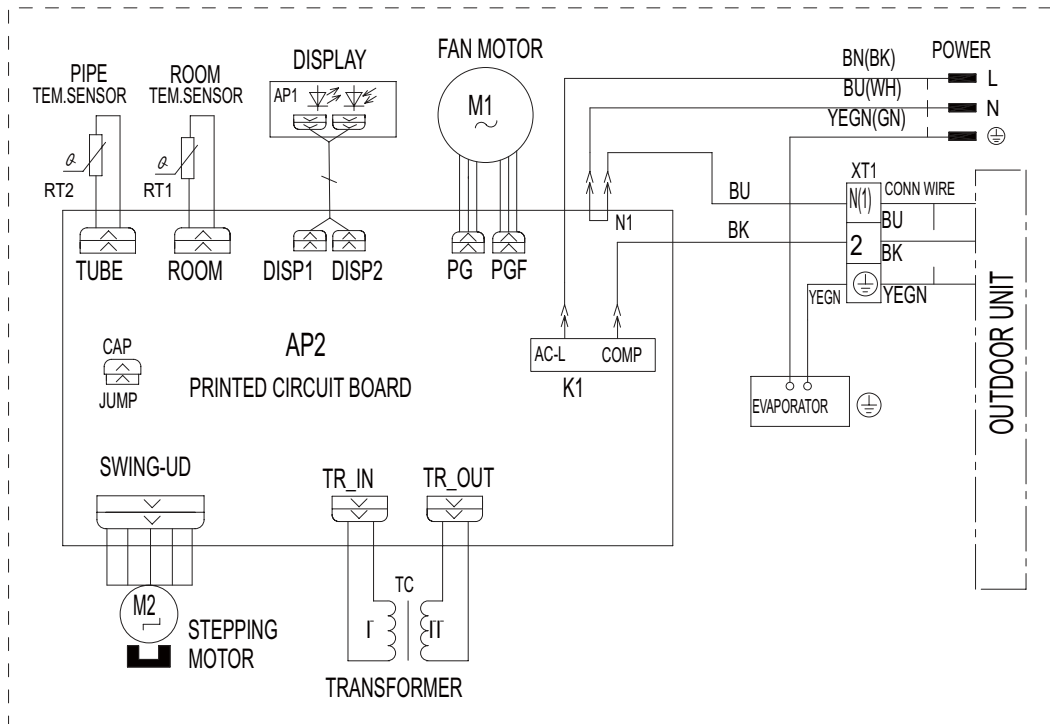 PIPE
TEM.SENSOR
ROOM
TEM.SENSOR
DISPLAY
AP1
FAN MOTOR
M1
BN(BK)
BU(WH)
YEGN(GN)
POWER
L
N
RT2
RT1
TUBE
ROOM
DISP1
DISP2
PG
PGF
N1
BU
BK
XT1
N(1)
2
CONN WIRE
BU
BK
YEGN
YEGN
OUTDOOR UNIT
CAP
JUMP
AP2
PRINTED CIRCUIT BOARD
AC-L
COMP
K1
EVAPORATOR
SWING-UD
TR_IN
TR_OUT
M2
STEPPING
MOTOR
TC
TRANSFORMER